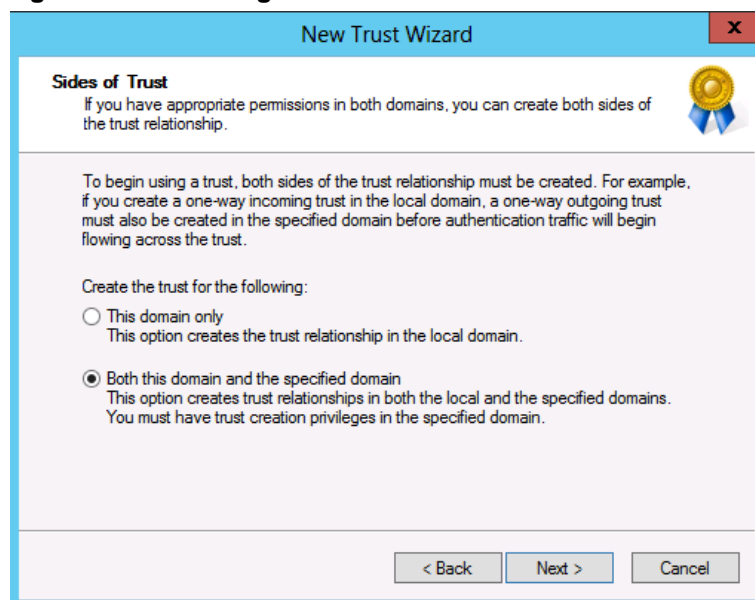 New Trust Wizard
x
Sides of Trust
If you have appropriate permissions in both domains, you can create both sides of
the trust relationship.
To begin using a trust, both sides of the trust relationship must be created. For example,
if you create a one-way incoming trust in the local domain, a one-way outgoing trust
must also be created in the specified domain before authentication traffic will begin
flowing across the trust.
Create the trust for the following:
This domain only
This option creates the trust relationship in the local domain.
Both this domain and the specified domain
This option creates trust relationships in both the local and the specified domains.
You must have trust creation privileges in the specified domain.
< Back Next > Cancel